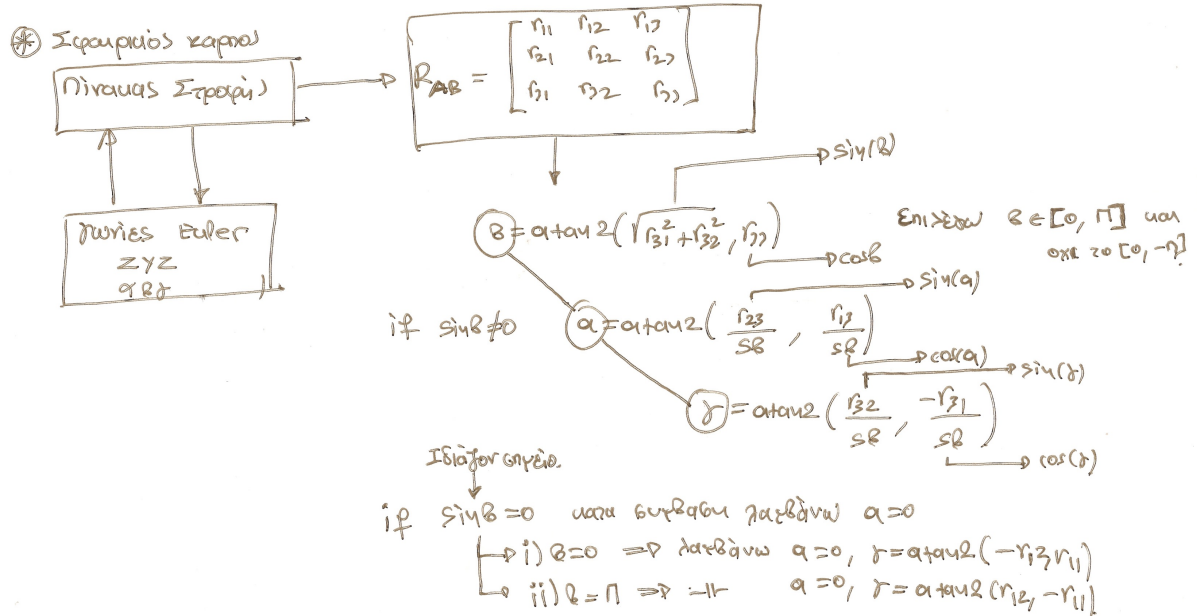 * Σφαιρικός καρπός
Πίνακας Στροφής
R_AB = [ r11 r12 r13
r21 r22 r23
r31 r32 r33 ]
γωνίες Euler
ZYZ
αβγ
sin(β)
β = atan2(√(r31² + r32²), r33)
cosβ
Επιλέγω β ∈ [0, π] και
όχι το [0, -π]
if sinβ ≠ 0
α = atan2( r23/sβ , r13/sβ )
sin(α)
cos(α)
γ = atan2( r32/sβ , -r31/sβ )
sin(γ)
cos(γ)
Ιδιάζον σημείο.
if sinβ = 0 κατα συμβαση λαμβάνω α=0
i) β=0 ⇒ λαμβάνω α=0, γ=atan2(-r12, r11)
ii) β=π ⇒ -//- α=0, γ=atan2(r12, -r11)